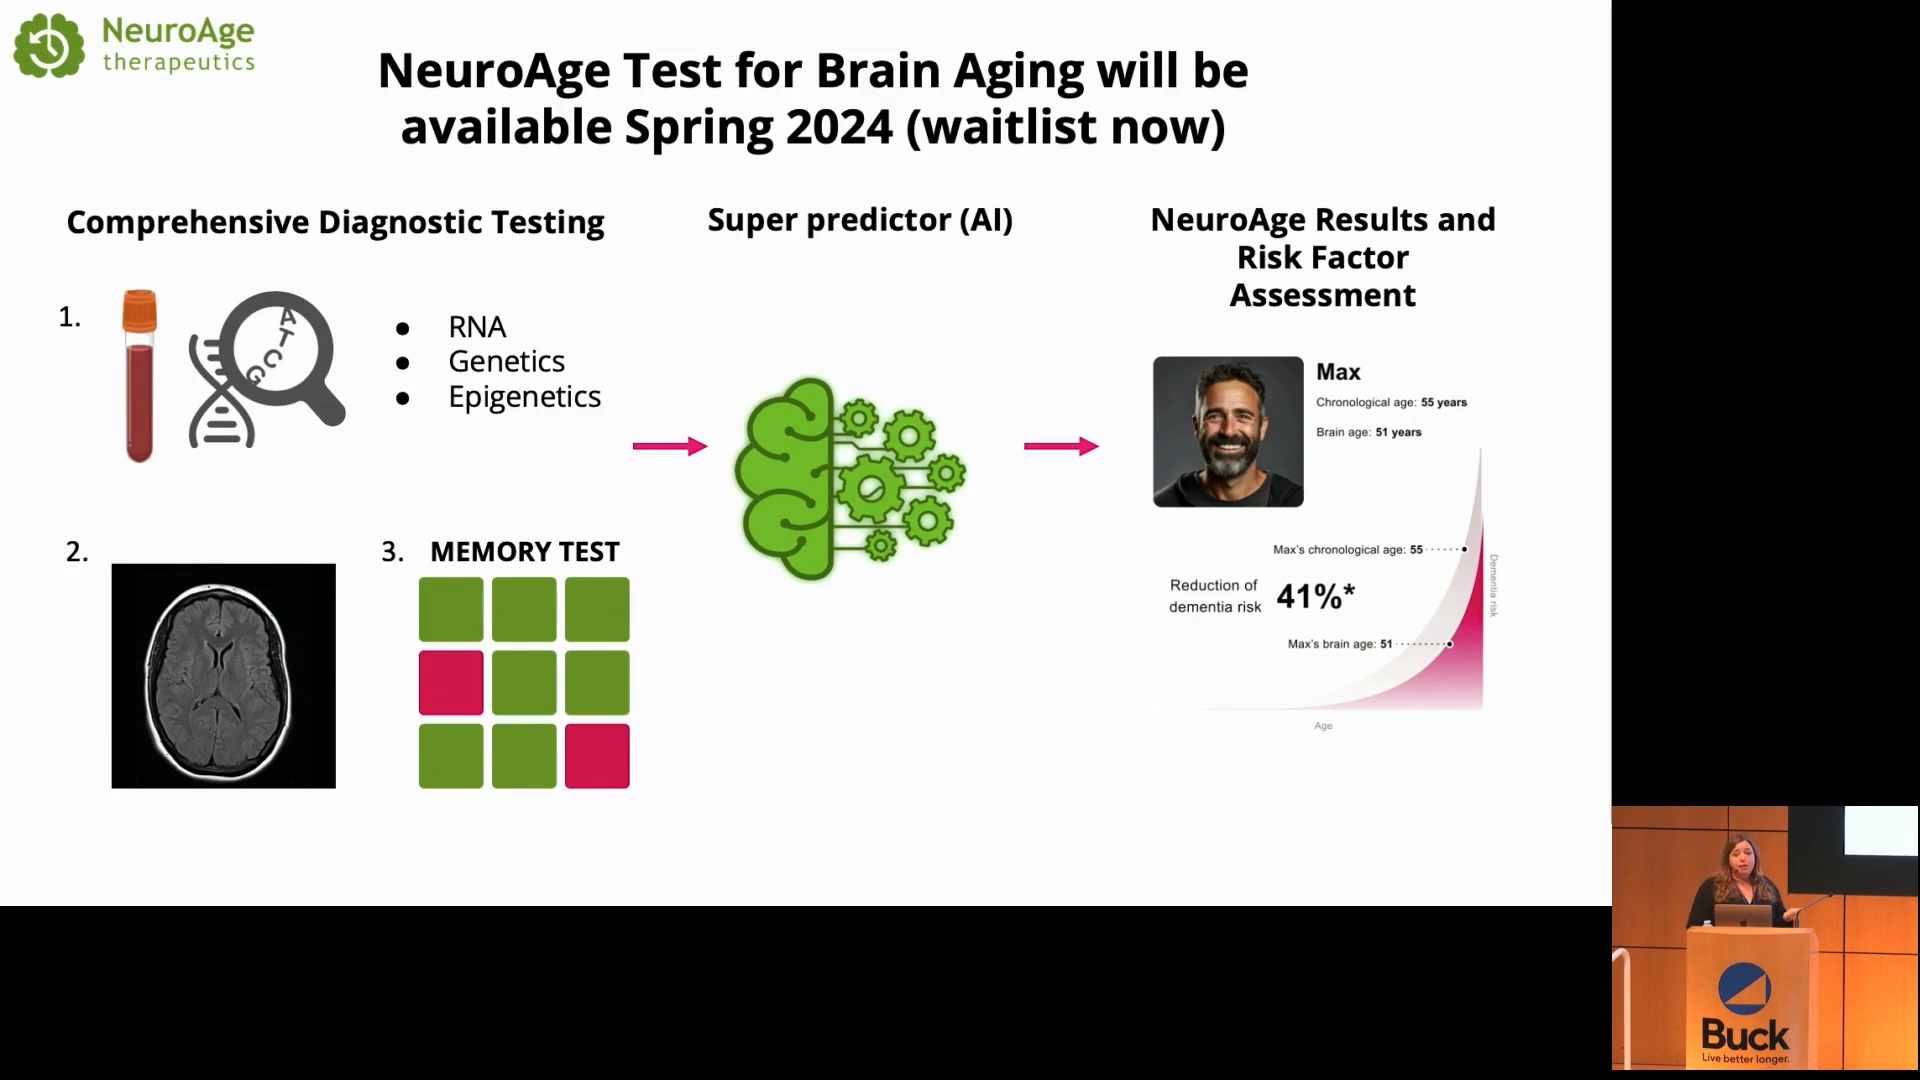 NeuroAge
therapeutics
NeuroAge Test for Brain Aging will be
available Spring 2024 (waitlist now)
Comprehensive Diagnostic Testing
1.
A
T
C
G
● RNA
● Genetics
● Epigenetics
2.
3. MEMORY TEST
Super predictor (AI)
NeuroAge Results and
Risk Factor
Assessment
Max
Chronological age: 55 years
Brain age: 51 years
Max's chronological age: 55
Reduction of
dementia risk
41%*
Max's brain age: 51
Dementia risk
Age
Buck
Live better longer.